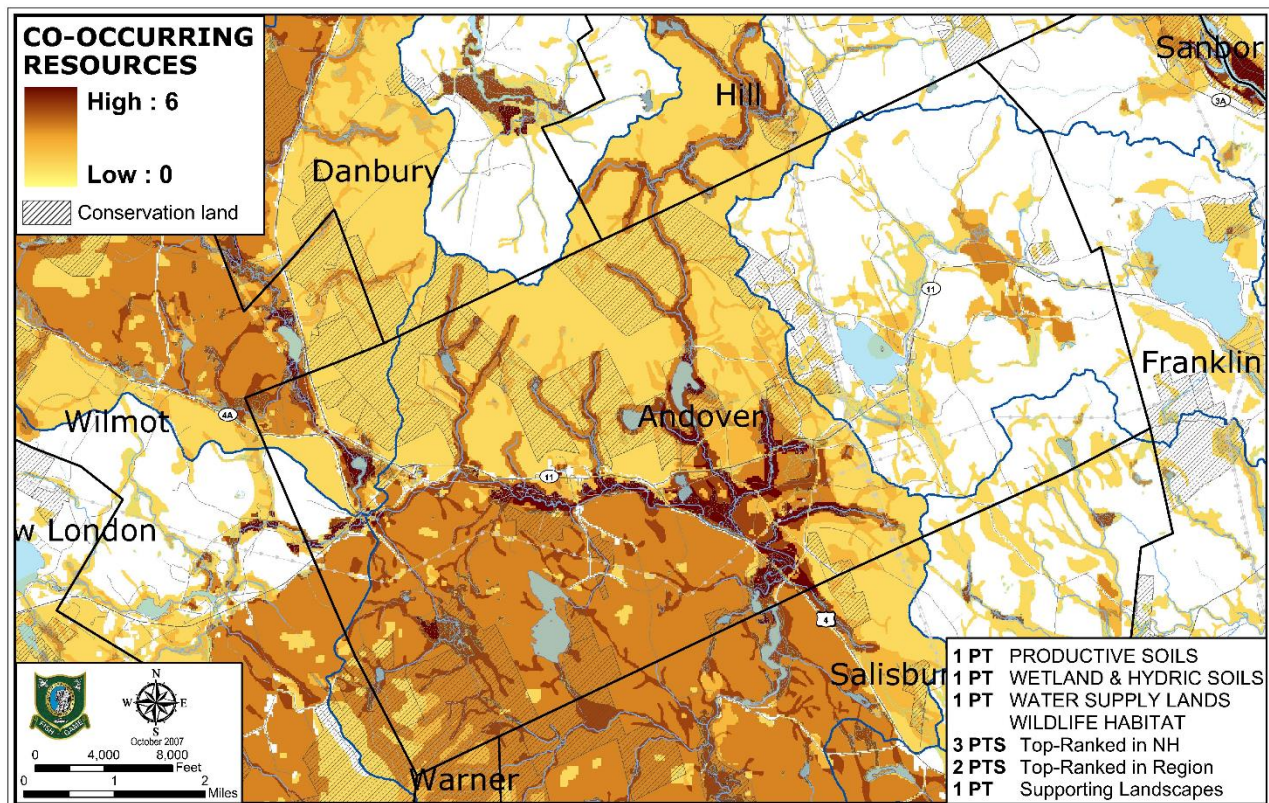 CO-OCCURRING
RESOURCES
High : 6
Low : 0
Conservation land
Sanbor
3A
Hill
Danbury
11
Franklin
4A
Wilmot
Andover
11
w London
4
Salisbur
Warner
FISH
GAME
N
W E
S
October 2007
0 4,000 8,000
Feet
0 1 2
Miles
1 PT PRODUCTIVE SOILS
1 PT WETLAND & HYDRIC SOILS
1 PT WATER SUPPLY LANDS
WILDLIFE HABITAT
3 PTS Top-Ranked in NH
2 PTS Top-Ranked in Region
1 PT Supporting Landscapes